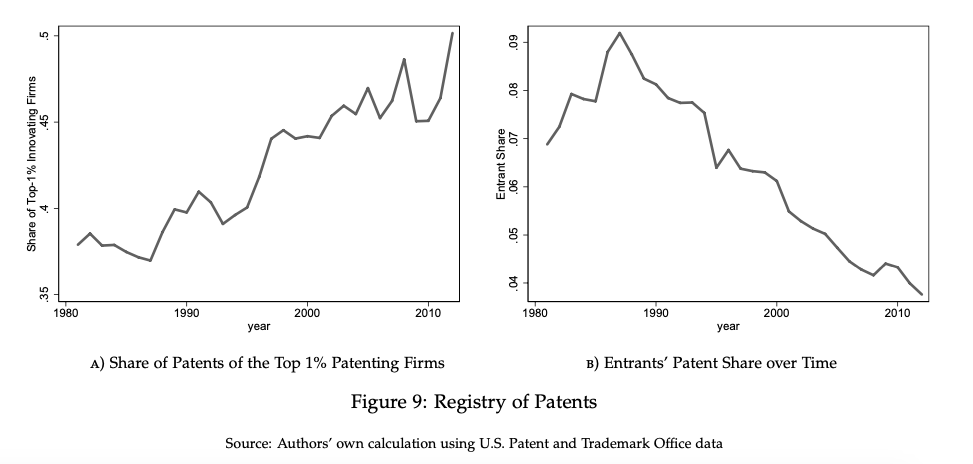 Share of Top-1% Innovating Firms
.5
.45
.4
.35
1980
1990
2000
2010
year
Entrant Share
.09
.08
.07
.06
.05
.04
1980
1990
2000
2010
year
A) Share of Patents of the Top 1% Patenting Firms
B) Entrants' Patent Share over Time
Figure 9: Registry of Patents
Source: Authors' own calculation using U.S. Patent and Trademark Office data